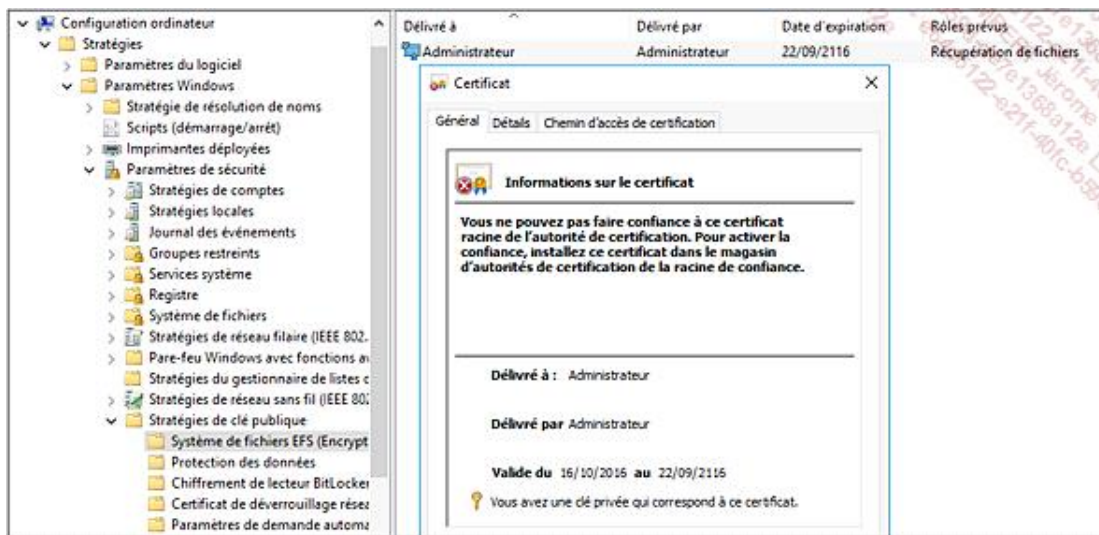 Configuration ordinateur
Stratégies
Paramètres du logiciel
Paramètres Windows
Stratégie de résolution de noms
Scripts (démarrage/arrêt)
Imprimantes déployées
Paramètres de sécurité
Stratégies de comptes
Stratégies locales
Journal des événements
Groupes restreints
Services système
Registre
Système de fichiers
Stratégies de réseau filaire (IEEE 802.
Pare-feu Windows avec fonctions
Stratégies du gestionnaire de listes
Stratégies de réseau sans fil (IEEE 802
Stratégies de clé publique
Système de fichiers EFS (Encrypt
Protection des données
Chiffrement de lecteur BitLocker
Certificat de déverrouillage résea
Paramètres de demande automa
Délivré à Délivré par Date d'expiration Rôles prévus
Administrateur Administrateur 22/09/2116 Récupération de fichiers
Certificat
Général Détails Chemin d'accès de certification
Informations sur le certificat
Vous ne pouvez pas faire confiance à ce certificat
racine de l'autorité de certification. Pour activer la
confiance, installez ce certificat dans le magasin
d'autorités de certification de la racine de confiance.
Délivré à : Administrateur
Délivré par Administrateur
Valide du 16/10/2016 au 22/09/2116
Vous avez une clé privée qui correspond à ce certificat.